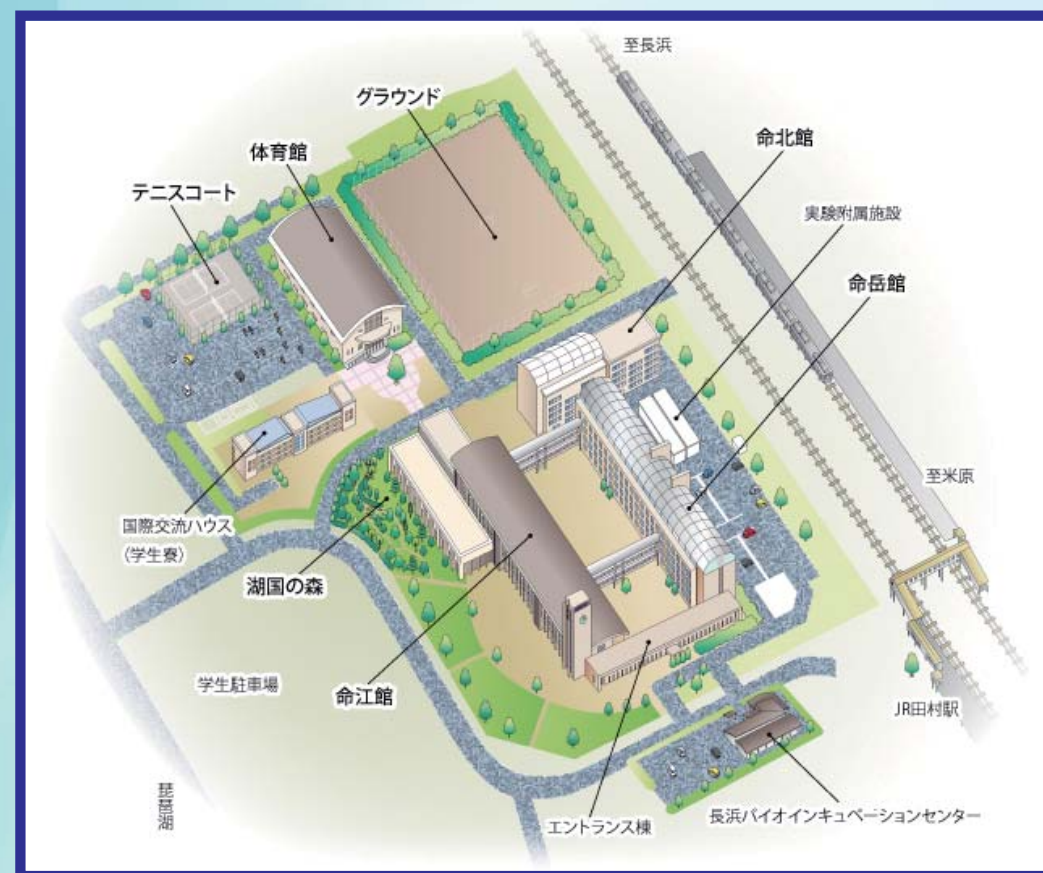 至長浜
グラウンド
命北館
体育館
テニスコート
実験附属施設
命岳館
至米原
国際交流ハウス
(学生寮)
湖国の森
学生駐車場
命江館
JR田村駅
琵琶湖
エントランス棟
長浜バイオインキュベーションセンター